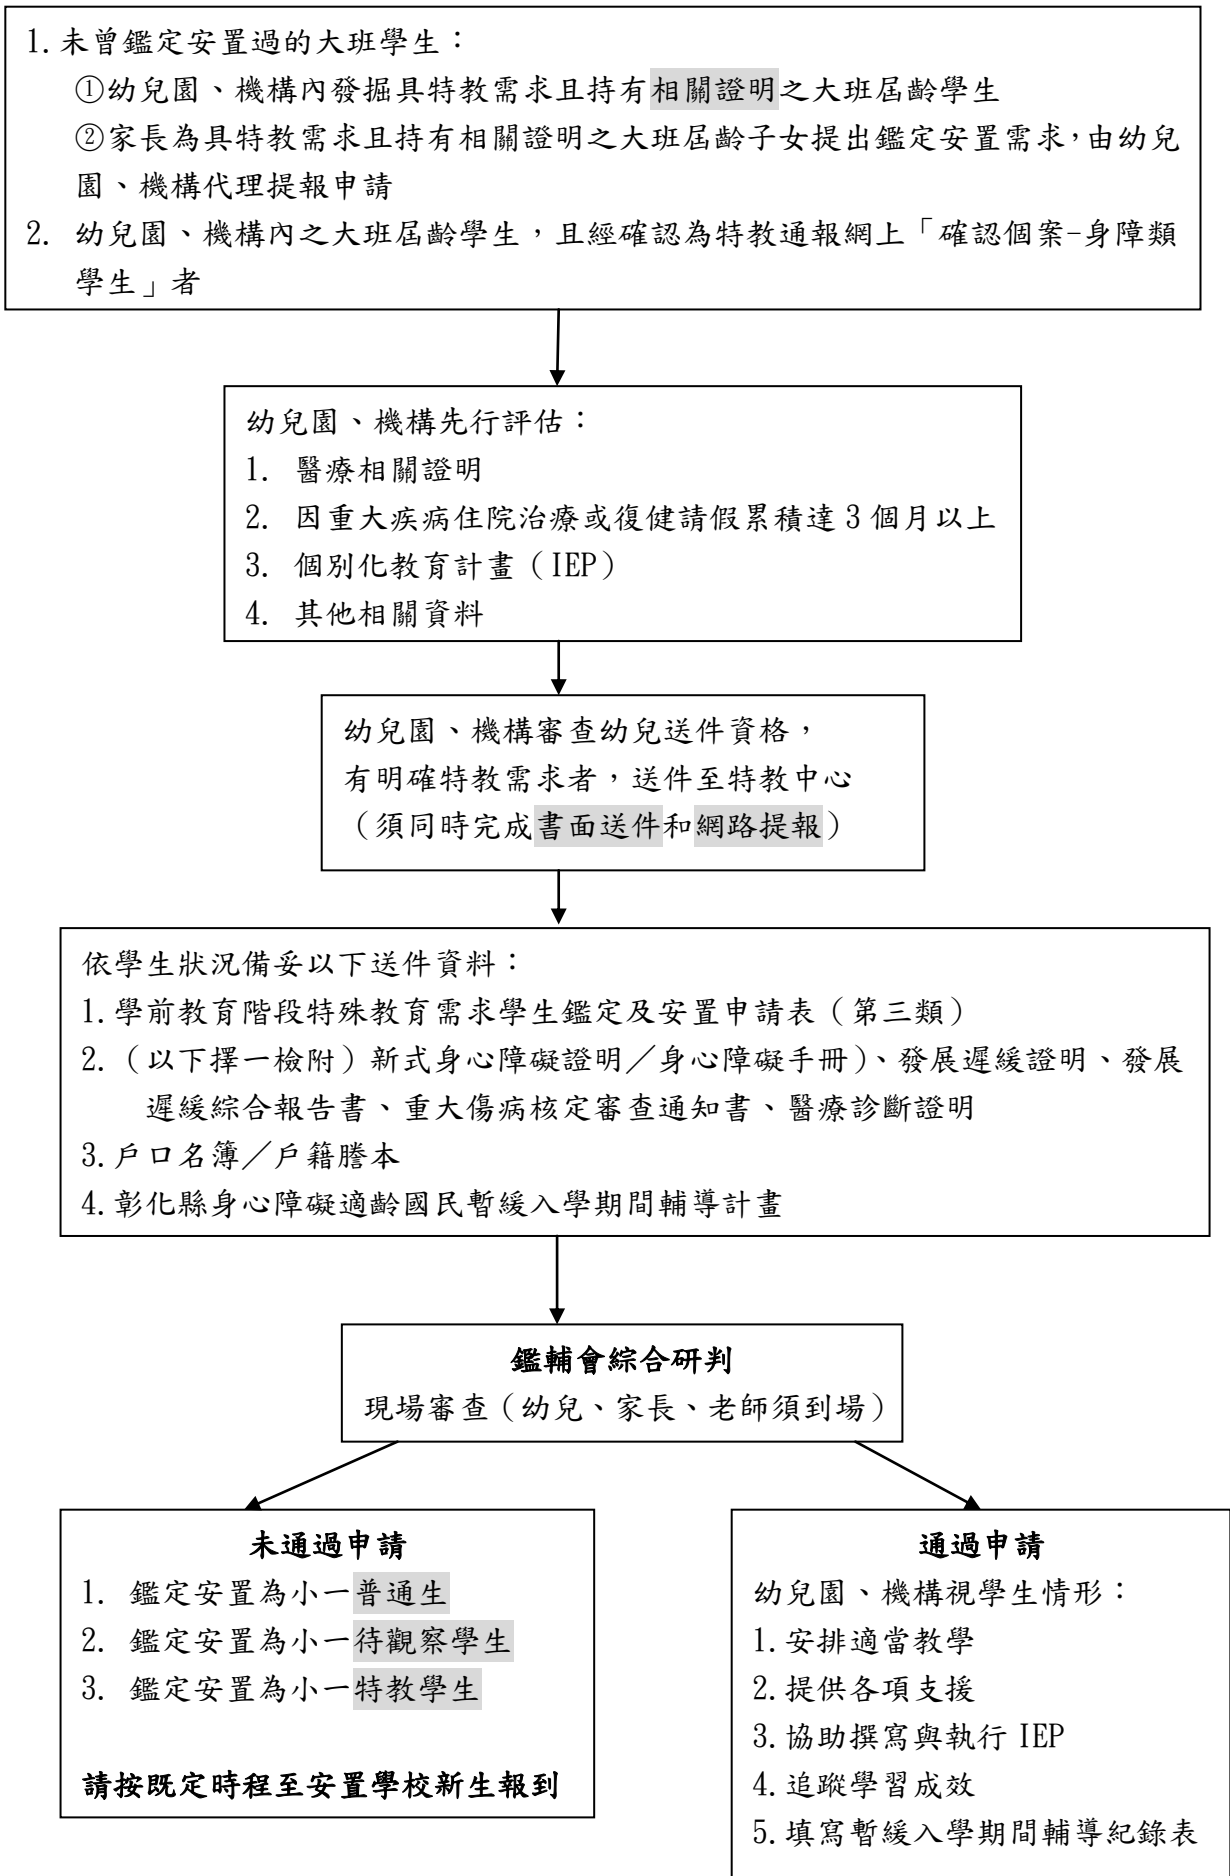 1.未曾鑑定安置過的大班學生：
①幼兒園、機構內發掘具特教需求且持有相關證明之大班屆齡學生
②家長為具特教需求且持有相關證明之大班屆齡子女提出鑑定安置需求，由幼兒
園、機構代理提報申請
2. 幼兒園、機構內之大班屆齡學生，且經確認為特教通報網上「確認個案-身障類
學生」者
幼兒園、機構先行評估：
1. 醫療相關證明
2. 因重大疾病住院治療或復健請假累積達 3 個月以上
3. 個別化教育計畫（IEP）
4. 其他相關資料
幼兒園、機構審查幼兒送件資格，
有明確特教需求者，送件至特教中心
（須同時完成書面送件和網路提報）
依學生狀況備妥以下送件資料：
1.學前教育階段特殊教育需求學生鑑定及安置申請表（第三類）
2.（以下擇一檢附）新式身心障礙證明／身心障礙手冊）、發展遲緩證明、發展
遲緩綜合報告書、重大傷病核定審查通知書、醫療診斷證明
3.戶口名簿／戶籍謄本
4.彰化縣身心障礙適齡國民暫緩入學期間輔導計畫
鑑輔會綜合研判
現場審查（幼兒、家長、老師須到場）
未通過申請
1. 鑑定安置為小一普通生
2. 鑑定安置為小一待觀察學生
3. 鑑定安置為小一特教學生
請按既定時程至安置學校新生報到
通過申請
幼兒園、機構視學生情形：
1.安排適當教學
2.提供各項支援
3.協助撰寫與執行 IEP
4.追蹤學習成效
5.填寫暫緩入學期間輔導紀錄表